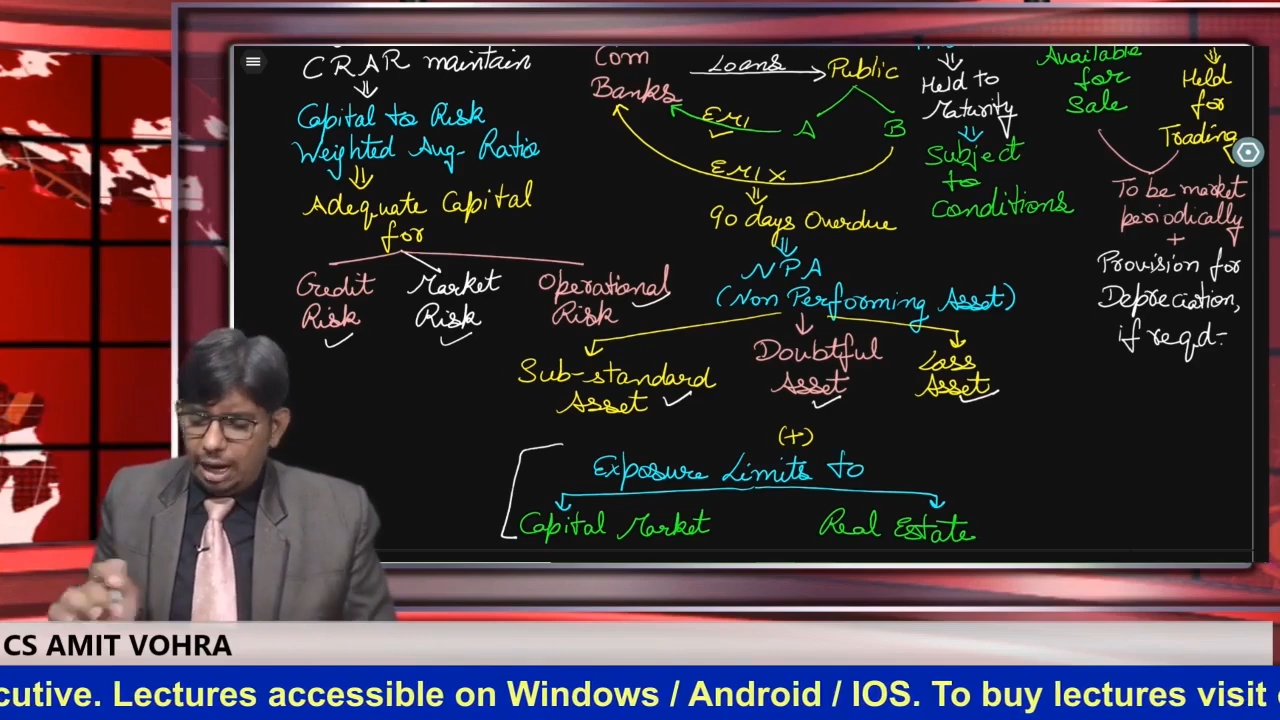 CRAR maintain
Capital to Risk
Weighted Avg- Ratio
Adequate Capital
for
Credit
Risk
Market
Risk
Operational
Risk
Com
Banks
Loans
Public
EMI
A
B
EMI X
90 days Overdue
NPA
(Non Performing Asset)
Sub-standard
Asset
Doubtful
Asset
Loss
Asset
(+)
Exposure Limits to
Capital Market
Real Estate
Held to
Maturity
Subject
to
Conditions
Available
for
Sale
Held
for
Trading
To be market
periodically
+
Provision for
Depreciation,
if reqd-
CS AMIT VOHRA
cutive. Lectures accessible on Windows / Android / IOS. To buy lectures visit